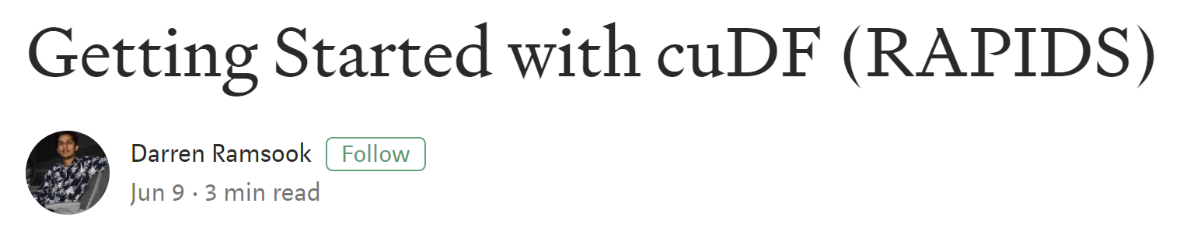 Getting Started with cuDF (RAPIDS)
Darren Ramsook Follow
Jun 9 · 3 min read